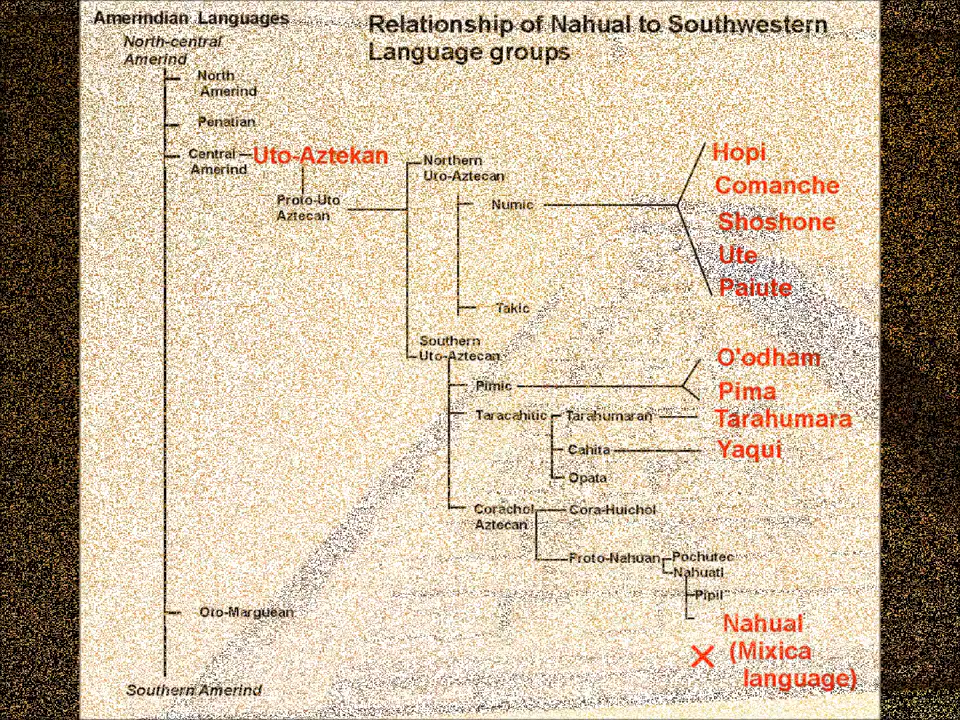 Amerindian Languages
Relationship of Nahual to Southwestern
Language groups
North-central
Amerind
North
Amerind
Penatian
Central
Amerind
Uto-Aztekan
Proto-Uto
Aztecan
Northern
Uro-Aztecan
Numic
Hopi
Comanche
Shoshone
Ute
Paiute
Takic
Southern
Uto-Aztecan
Pimic
O'odham
Pima
Taracahitic
Tarahumaran
Tarahumara
Cahita
Yaqui
Opata
Corachol
Aztecan
Cora-Huichol
Proto-Nahuan
Pochutec
Nahuatl
Pipil
Nahual
(Mixica
language)
Oto-Marguean
Southern Amerind